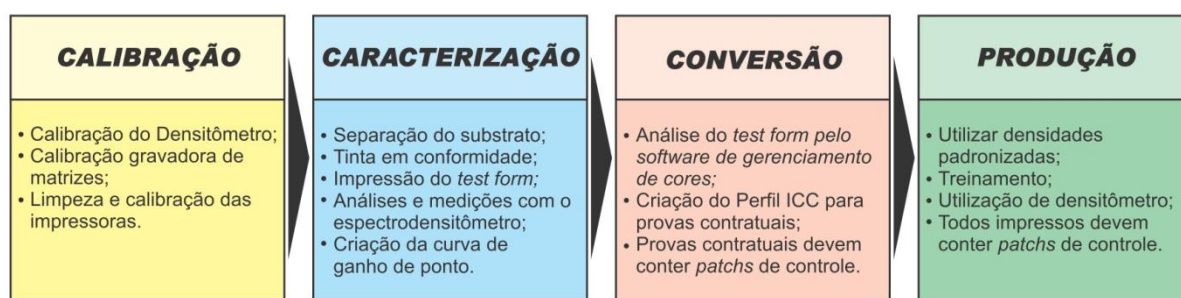 CALIBRAÇÃO
• Calibração do Densitômetro;
• Calibração gravadora de
matrizes;
• Limpeza e calibração das
impressoras.
CARACTERIZAÇÃO
• Separação do substrato;
• Tinta em conformidade;
• Impressão do test form;
• Análises e medições com o
espectrodensitômetro;
• Criação da curva de
ganho de ponto.
CONVERSÃO
• Análise do test form pelo
software de gerenciamento
de cores;
• Criação do Perfil ICC para
provas contratuais;
• Provas contratuais devem
conter patchs de controle.
PRODUÇÃO
• Utilizar densidades
padronizadas;
• Treinamento;
• Utilização de densitômetro;
• Todos impressos devem
conter patchs de controle.